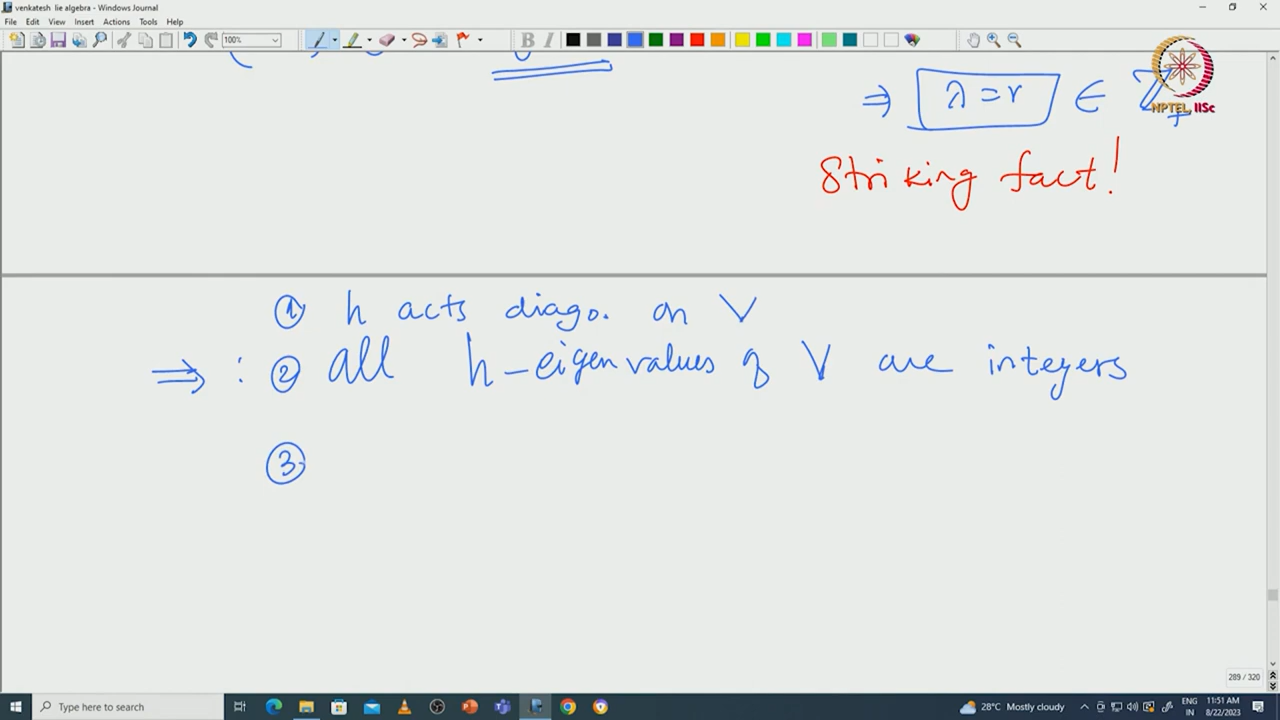 venkatesh lie algebra - Windows Journal
File Edit View Insert Actions Tools Help
100%
B I
⇒ λ = r ∈ ℤ+
NPTEL, IISc
Striking fact!
① h acts diago. on V
⇒ : ② all h-eigenvalues of V are integers
③
289 / 320
Type here to search
28°C Mostly cloudy
ENG
IN
11:51 AM
8/22/2023